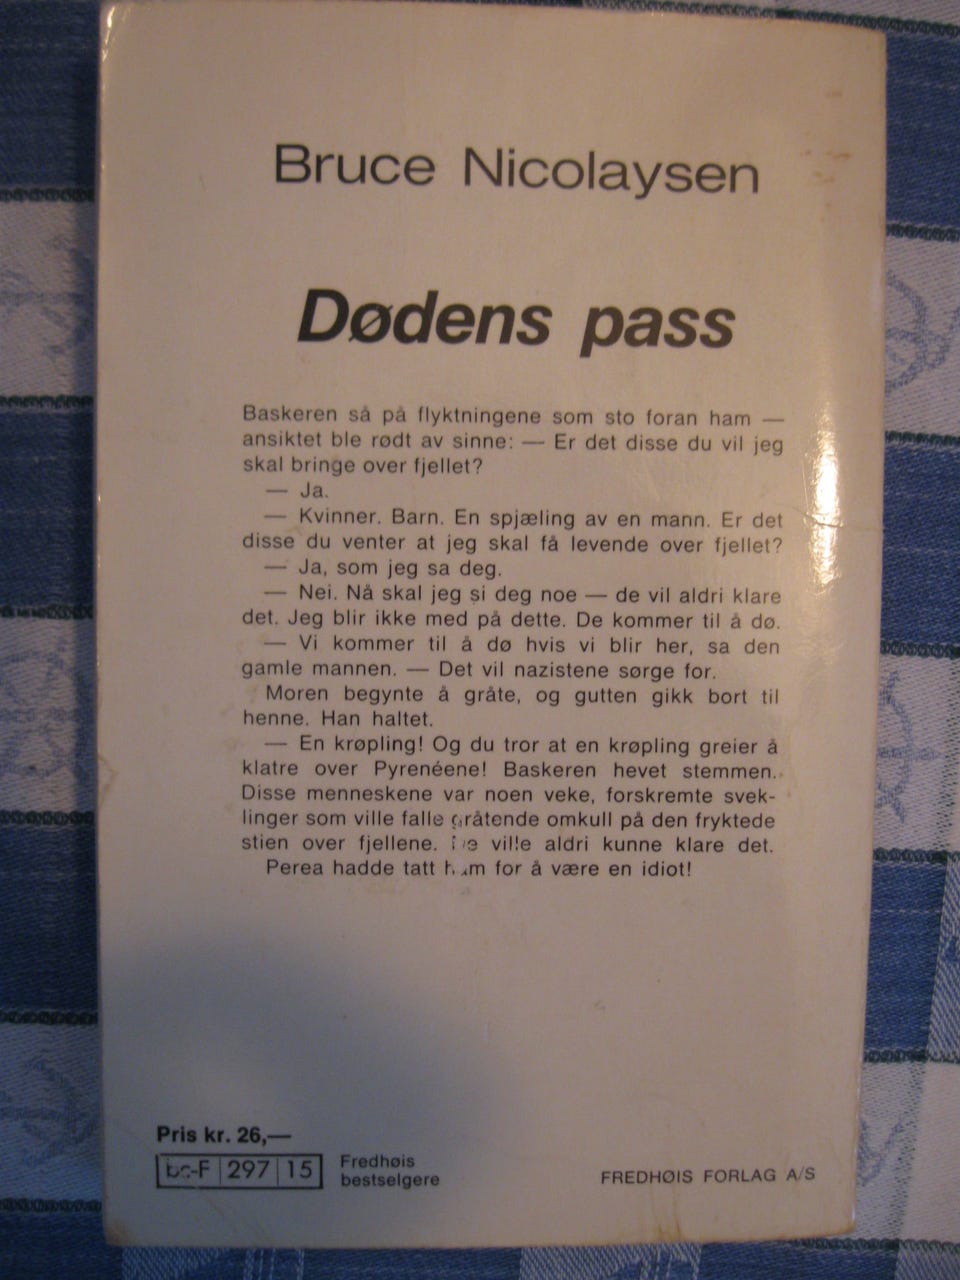 Bruce Nicolaysen
Dødens pass
Baskeren så på flyktningene som sto foran ham —
ansiktet ble rødt av sinne: — Er det disse du vil jeg
skal bringe over fjellet?
— Ja.
— Kvinner. Barn. En spjæling av en mann. Er det
disse du venter at jeg skal få levende over fjellet?
— Ja, som jeg sa deg.
— Nei. Nå skal jeg si deg noe — de vil aldri klare
det. Jeg blir ikke med på dette. De kommer til å dø.
— Vi kommer til å dø hvis vi blir her, sa den
gamle mannen. — Det vil nazistene sørge for.
Moren begynte å gråte, og gutten gikk bort til
henne. Han haltet.
— En krøpling! Og du tror at en krøpling greier å
klatre over Pyrenéene! Baskeren hevet stemmen.
Disse menneskene var noen veke, forskremte svek-
linger som ville falle gråtende omkull på den fryktede
stien over fjellene. De ville aldri kunne klare det.
Perea hadde tatt ham for å være en idiot!
Pris kr. 26,—
297 15
Fredhøis
bestselgere
FREDHØIS FORLAG A/S